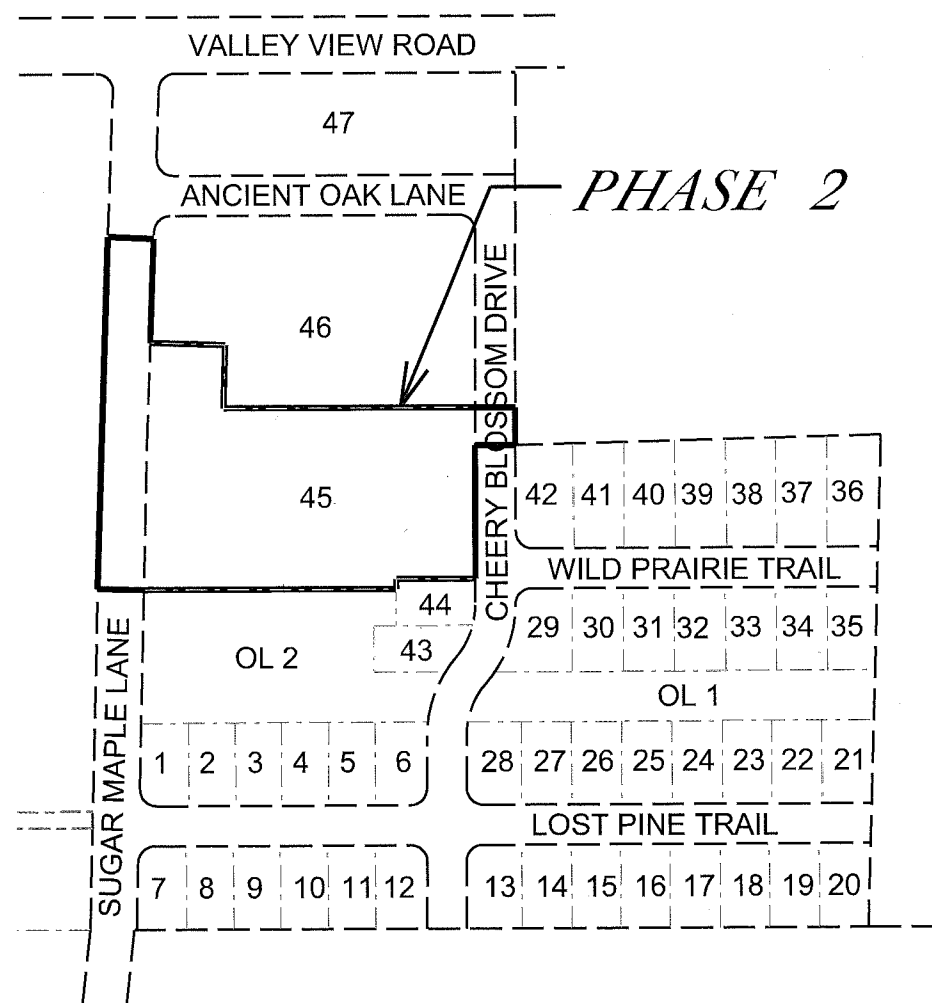 VALLEY VIEW ROAD
47
ANCIENT OAK LANE
PHASE 2
46
CHEERY BLOSSOM DRIVE
45
42 41 40 39 38 37 36
WILD PRAIRIE TRAIL
44
43
29 30 31 32 33 34 35
OL 2
OL 1
SUGAR MAPLE LANE
1 2 3 4 5 6
28 27 26 25 24 23 22 21
LOST PINE TRAIL
7 8 9 10 11 12
13 14 15 16 17 18 19 20